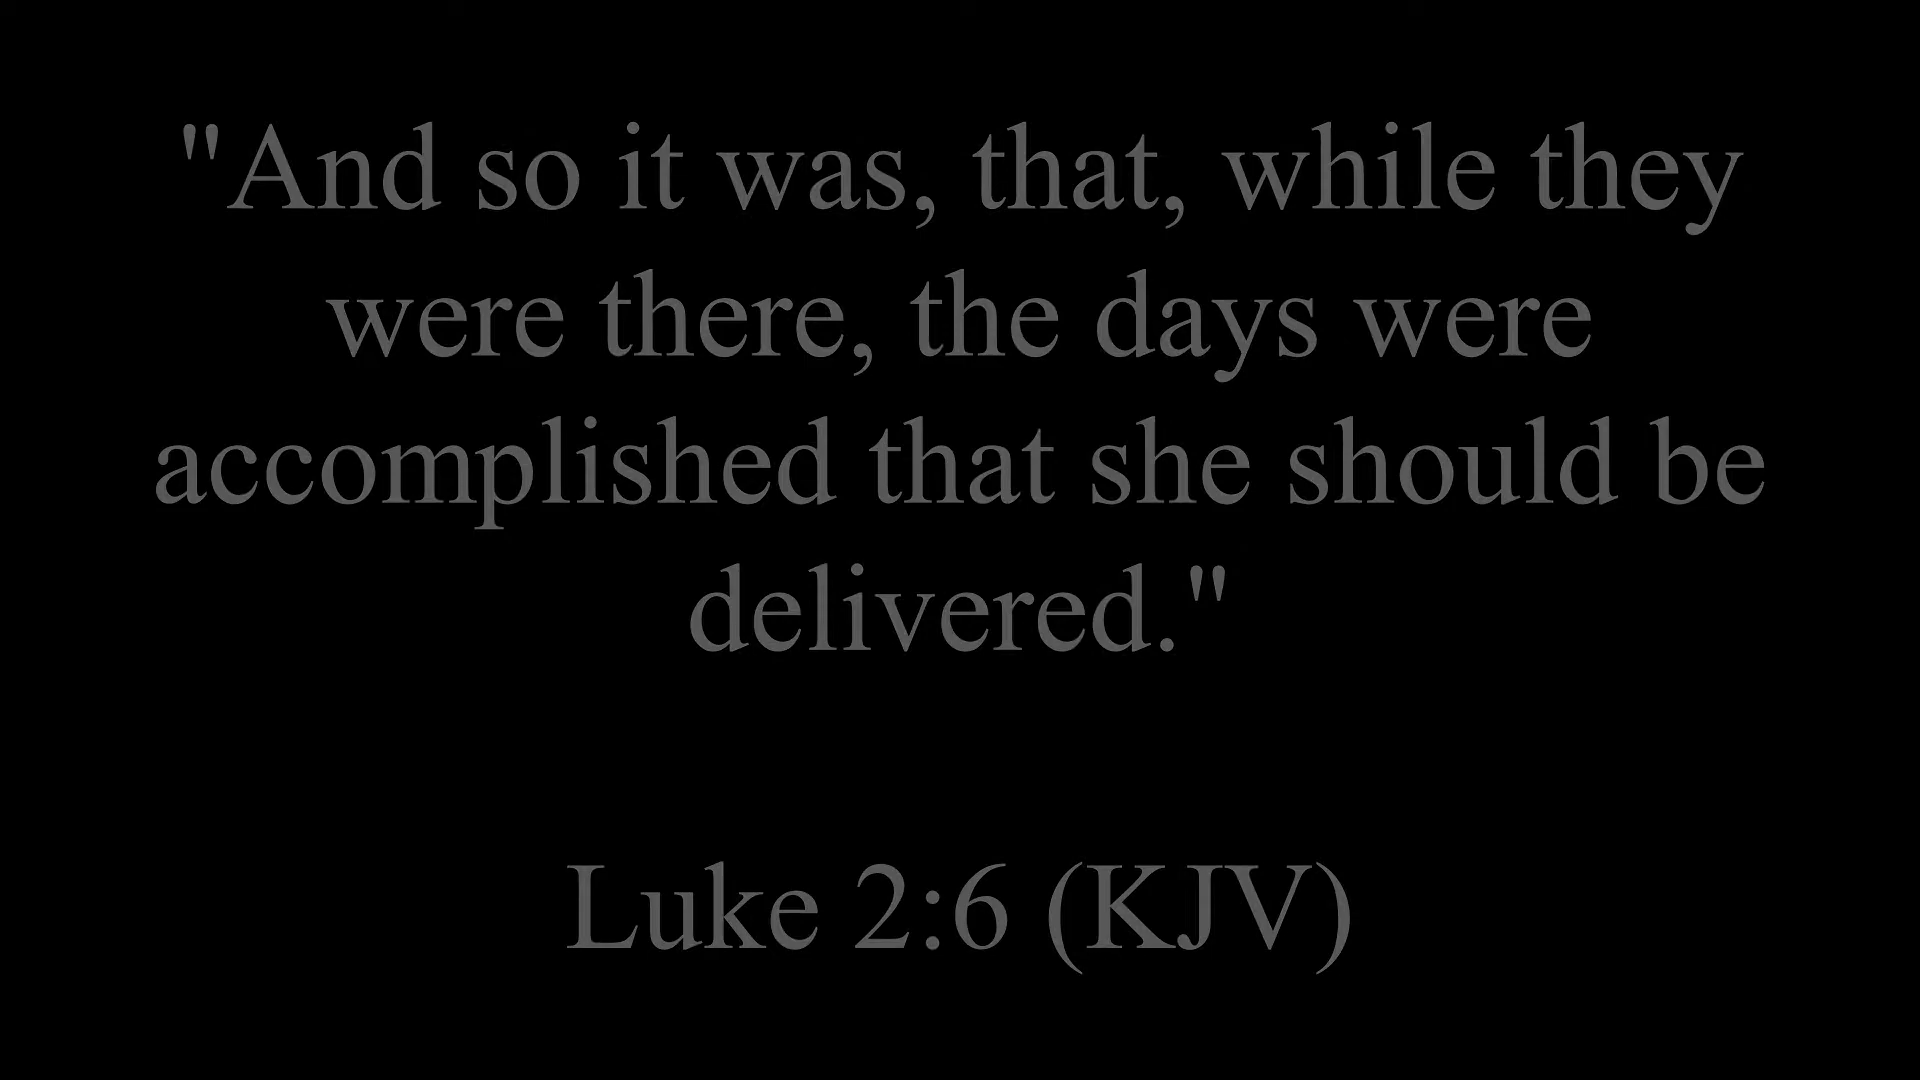 "And so it was, that, while they
were there, the days were
accomplished that she should be
delivered."
Luke 2:6 (KJV)